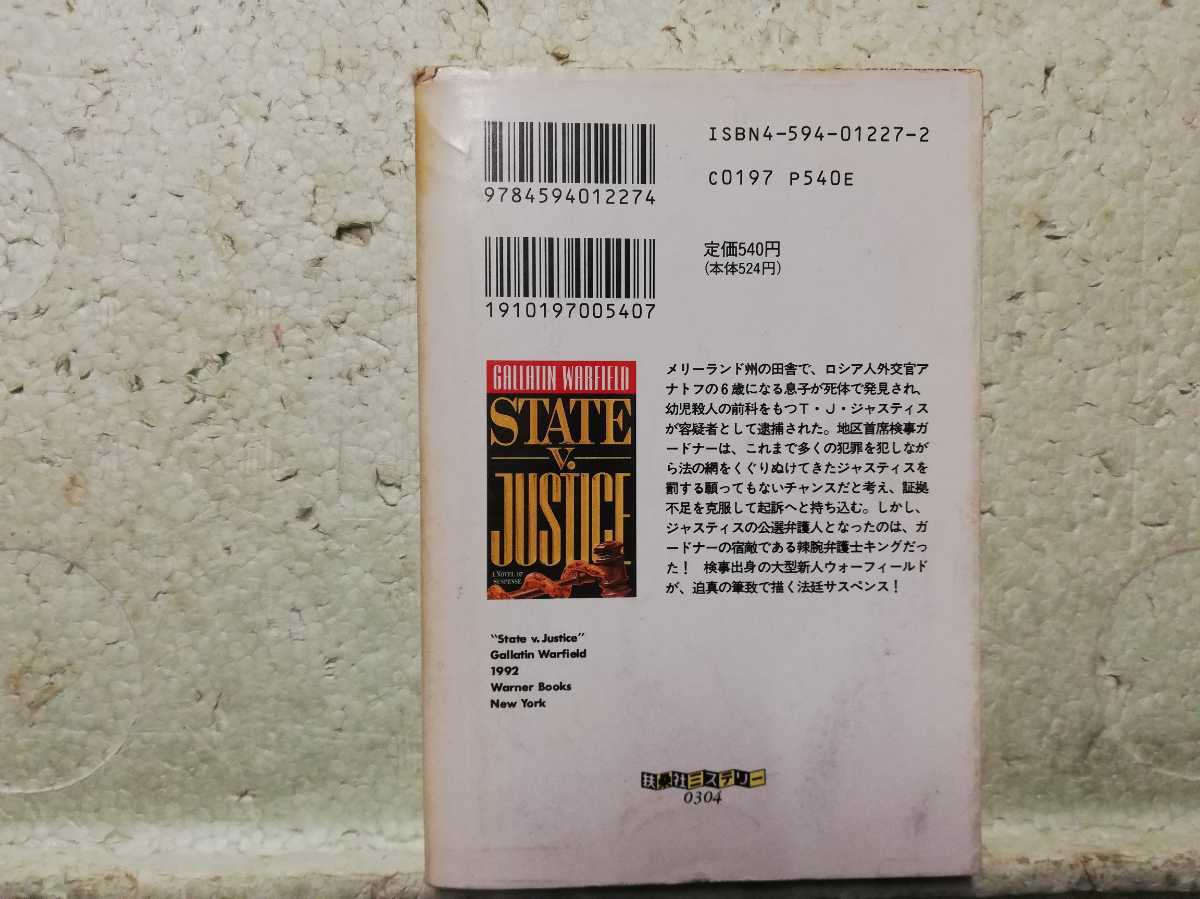 ISBN4-594-01227-2
C0197 P540E
9784594012274
定価540円
(本体524円)
1910197005407
GALLATIN WARFIELD
STATE
v.
JUSTICE
A NOVEL OF
SUSPENSE
メリーランド州の田舎で、ロシア人外交官ア
ナトフの6歳になる息子が死体で発見され、
幼児殺人の前科をもつT・J・ジャスティス
が容疑者として逮捕された。地区首席検事ガ
ードナーは、これまで多くの犯罪を犯しなが
ら法の網をくぐりぬけてきたジャスティスを
罰する願ってもないチャンスだと考え、証拠
不足を克服して起訴へと持ち込む。しかし、
ジャスティスの公選弁護人となったのは、ガ
ードナーの宿敵である辣腕弁護士キングだっ
た！ 検事出身の大型新人ウォーフィールド
が、迫真の筆致で描く法廷サスペンス！
"State v. Justice"
Gallatin Warfield
1992
Warner Books
New York
扶桑社ミステリー
0304